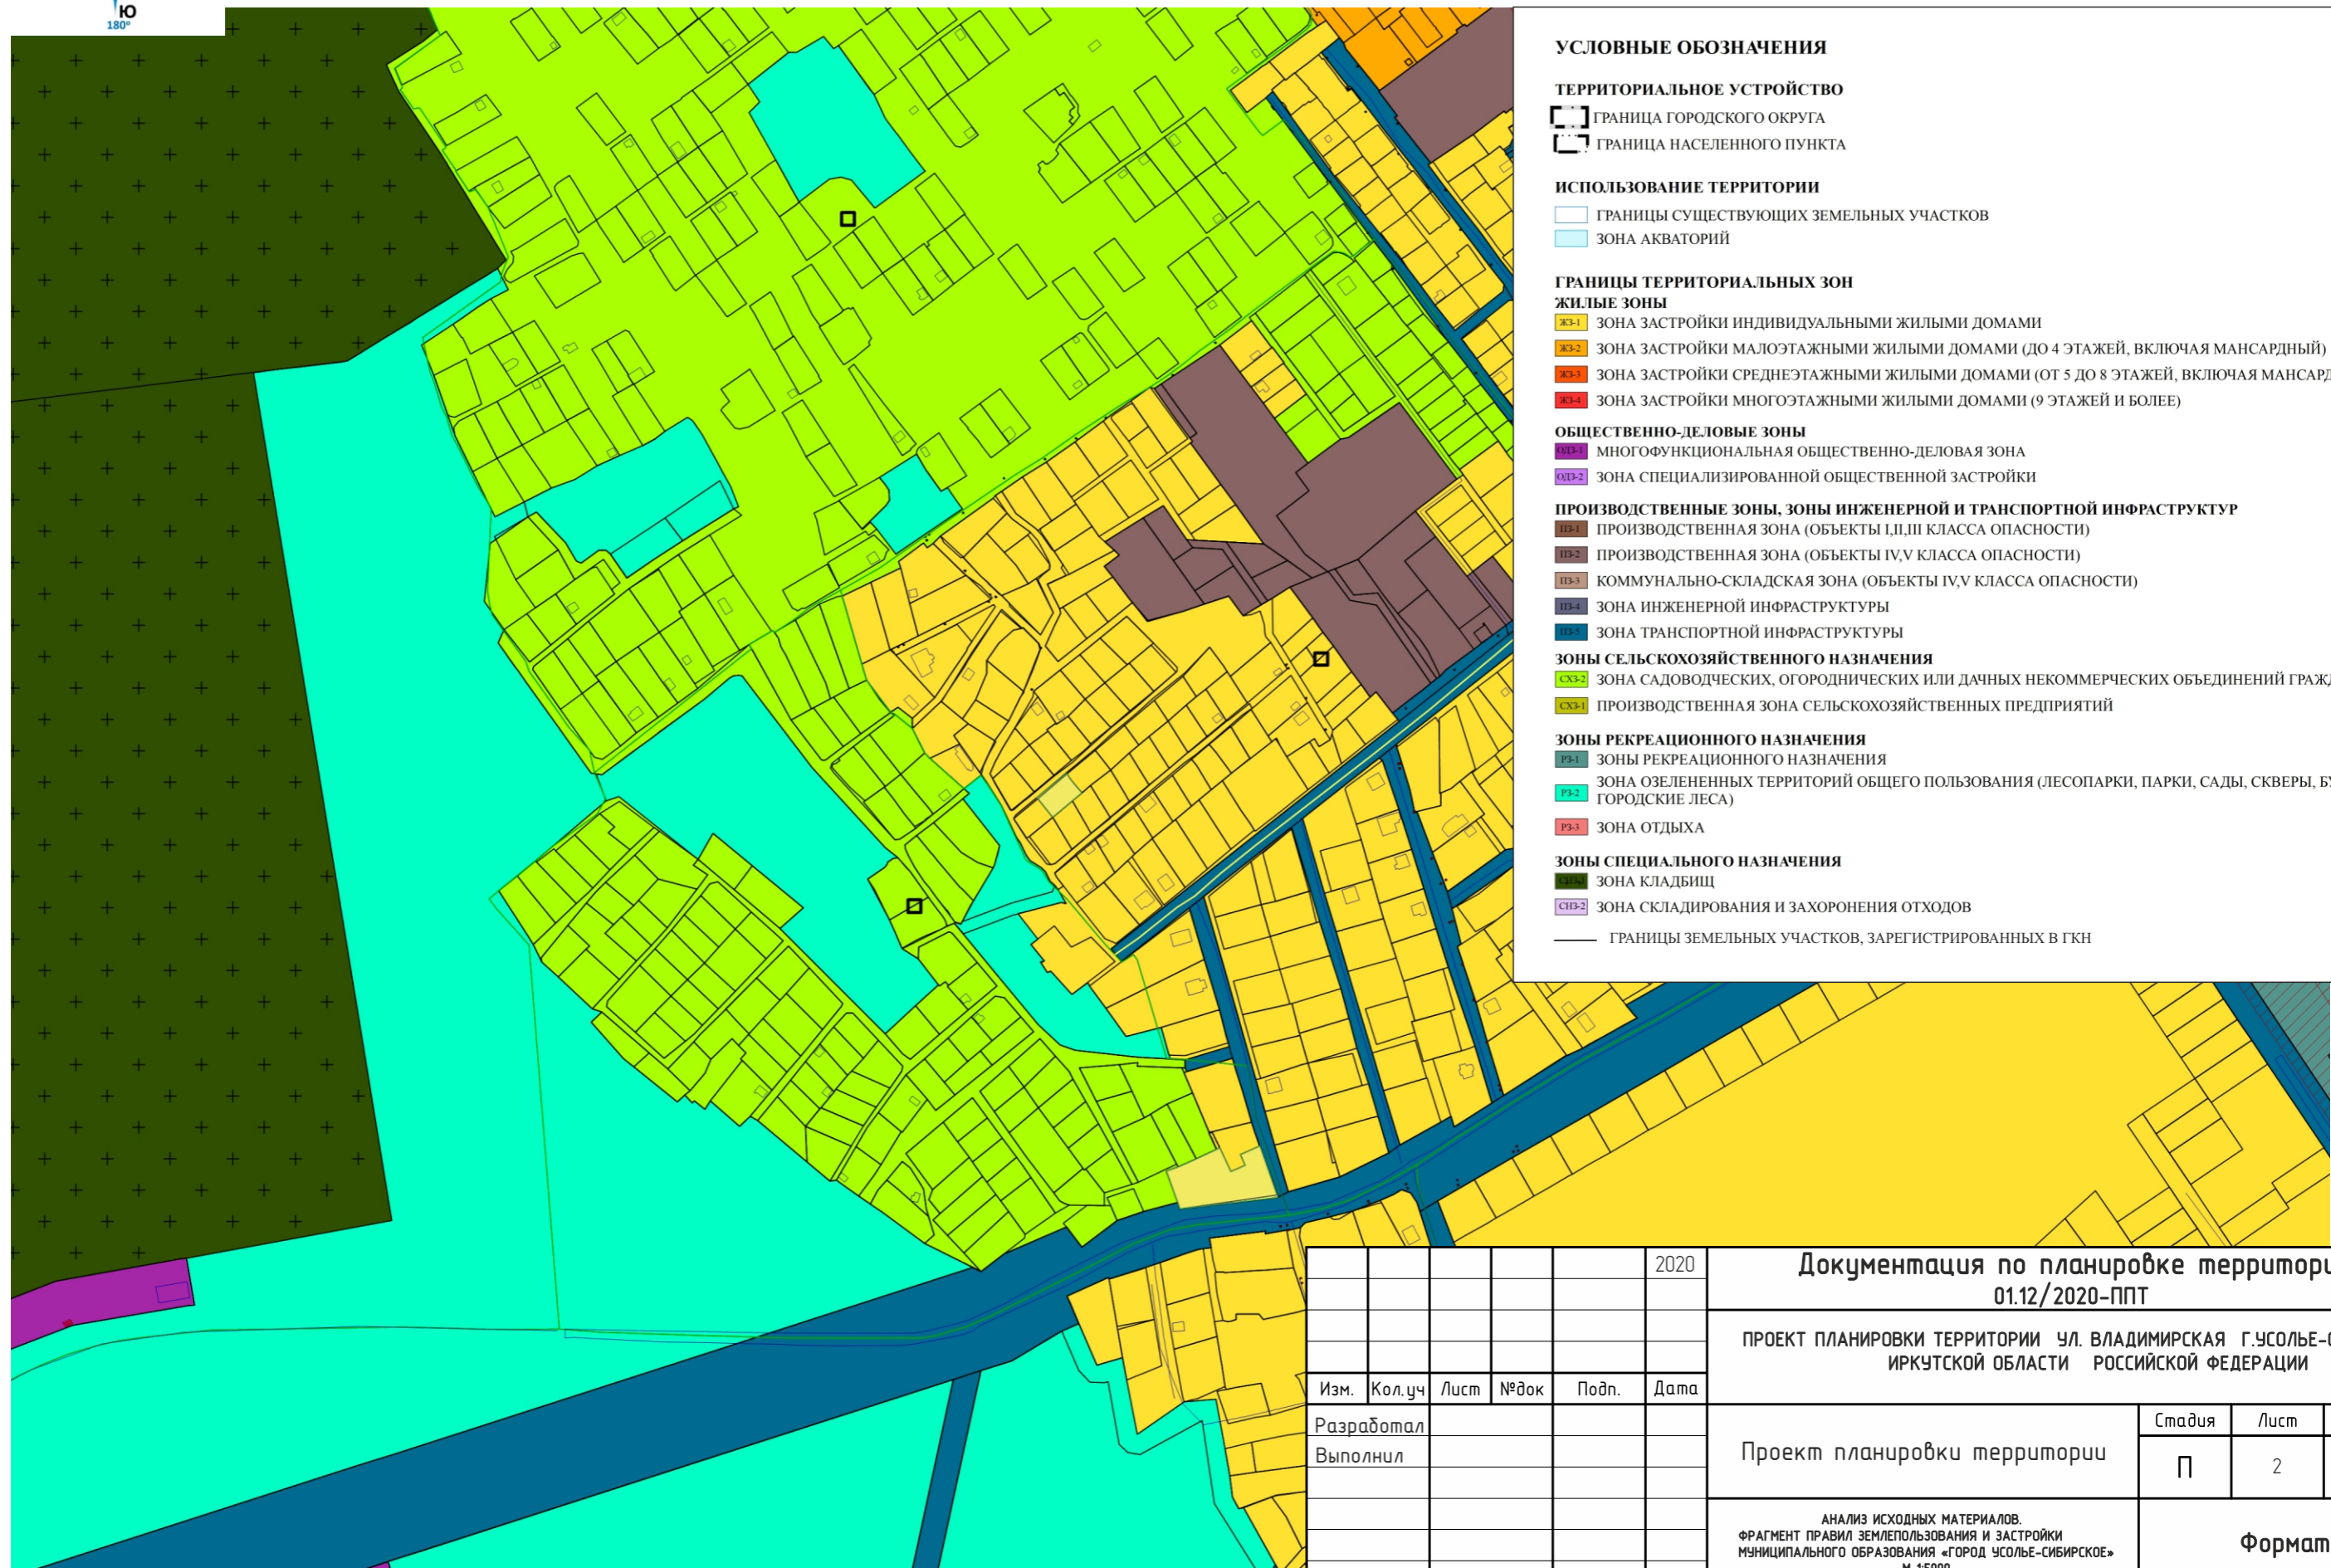 Ю
180°
УСЛОВНЫЕ ОБОЗНАЧЕНИЯ
ТЕРРИТОРИАЛЬНОЕ УСТРОЙСТВО
ГРАНИЦА ГОРОДСКОГО ОКРУГА
ГРАНИЦА НАСЕЛЕННОГО ПУНКТА
ИСПОЛЬЗОВАНИЕ ТЕРРИТОРИИ
ГРАНИЦЫ СУЩЕСТВУЮЩИХ ЗЕМЕЛЬНЫХ УЧАСТКОВ
ЗОНА АКВАТОРИЙ
ГРАНИЦЫ ТЕРРИТОРИАЛЬНЫХ ЗОН
ЖИЛЫЕ ЗОНЫ
ЖЗ-1 ЗОНА ЗАСТРОЙКИ ИНДИВИДУАЛЬНЫМИ ЖИЛЫМИ ДОМАМИ
ЖЗ-2 ЗОНА ЗАСТРОЙКИ МАЛОЭТАЖНЫМИ ЖИЛЫМИ ДОМАМИ (ДО 4 ЭТАЖЕЙ, ВКЛЮЧАЯ МАНСАРДНЫЙ)
ЖЗ-3 ЗОНА ЗАСТРОЙКИ СРЕДНЕЭТАЖНЫМИ ЖИЛЫМИ ДОМАМИ (ОТ 5 ДО 8 ЭТАЖЕЙ, ВКЛЮЧАЯ МАНСАРД
ЖЗ-4 ЗОНА ЗАСТРОЙКИ МНОГОЭТАЖНЫМИ ЖИЛЫМИ ДОМАМИ (9 ЭТАЖЕЙ И БОЛЕЕ)
ОБЩЕСТВЕННО-ДЕЛОВЫЕ ЗОНЫ
ОДЗ-1 МНОГОФУНКЦИОНАЛЬНАЯ ОБЩЕСТВЕННО-ДЕЛОВАЯ ЗОНА
ОДЗ-2 ЗОНА СПЕЦИАЛИЗИРОВАННОЙ ОБЩЕСТВЕННОЙ ЗАСТРОЙКИ
ПРОИЗВОДСТВЕННЫЕ ЗОНЫ, ЗОНЫ ИНЖЕНЕРНОЙ И ТРАНСПОРТНОЙ ИНФРАСТРУКТУР
ПЗ-1 ПРОИЗВОДСТВЕННАЯ ЗОНА (ОБЪЕКТЫ I,II,III КЛАССА ОПАСНОСТИ)
ПЗ-2 ПРОИЗВОДСТВЕННАЯ ЗОНА (ОБЪЕКТЫ IV,V КЛАССА ОПАСНОСТИ)
ПЗ-3 КОММУНАЛЬНО-СКЛАДСКАЯ ЗОНА (ОБЪЕКТЫ IV,V КЛАССА ОПАСНОСТИ)
ПЗ-4 ЗОНА ИНЖЕНЕРНОЙ ИНФРАСТРУКТУРЫ
ПЗ-5 ЗОНА ТРАНСПОРТНОЙ ИНФРАСТРУКТУРЫ
ЗОНЫ СЕЛЬСКОХОЗЯЙСТВЕННОГО НАЗНАЧЕНИЯ
СХЗ-2 ЗОНА САДОВОДЧЕСКИХ, ОГОРОДНИЧЕСКИХ ИЛИ ДАЧНЫХ НЕКОММЕРЧЕСКИХ ОБЪЕДИНЕНИЙ ГРАЖД
СХЗ-1 ПРОИЗВОДСТВЕННАЯ ЗОНА СЕЛЬСКОХОЗЯЙСТВЕННЫХ ПРЕДПРИЯТИЙ
ЗОНЫ РЕКРЕАЦИОННОГО НАЗНАЧЕНИЯ
РЗ-1 ЗОНЫ РЕКРЕАЦИОННОГО НАЗНАЧЕНИЯ
РЗ-2 ЗОНА ОЗЕЛЕНЕННЫХ ТЕРРИТОРИЙ ОБЩЕГО ПОЛЬЗОВАНИЯ (ЛЕСОПАРКИ, ПАРКИ, САДЫ, СКВЕРЫ, БУ
ГОРОДСКИЕ ЛЕСА)
РЗ-3 ЗОНА ОТДЫХА
ЗОНЫ СПЕЦИАЛЬНОГО НАЗНАЧЕНИЯ
ЗОНА КЛАДБИЩ
СНЗ-2 ЗОНА СКЛАДИРОВАНИЯ И ЗАХОРОНЕНИЯ ОТХОДОВ
ГРАНИЦЫ ЗЕМЕЛЬНЫХ УЧАСТКОВ, ЗАРЕГИСТРИРОВАННЫХ В ГКН
2020
Документация по планировке территори
01.12/2020-ППТ
ПРОЕКТ ПЛАНИРОВКИ ТЕРРИТОРИИ УЛ. ВЛАДИМИРСКАЯ Г.УСОЛЬЕ-С
ИРКУТСКОЙ ОБЛАСТИ РОССИЙСКОЙ ФЕДЕРАЦИИ
Изм. Кол.уч Лист №док Подп. Дата
Разработал
Выполнил
Проект планировки территории
Стадия Лист
П 2
АНАЛИЗ ИСХОДНЫХ МАТЕРИАЛОВ.
ФРАГМЕНТ ПРАВИЛ ЗЕМЛЕПОЛЬЗОВАНИЯ И ЗАСТРОЙКИ
МУНИЦИПАЛЬНОГО ОБРАЗОВАНИЯ «ГОРОД УСОЛЬЕ-СИБИРСКОЕ»
М 1:5000
Формат